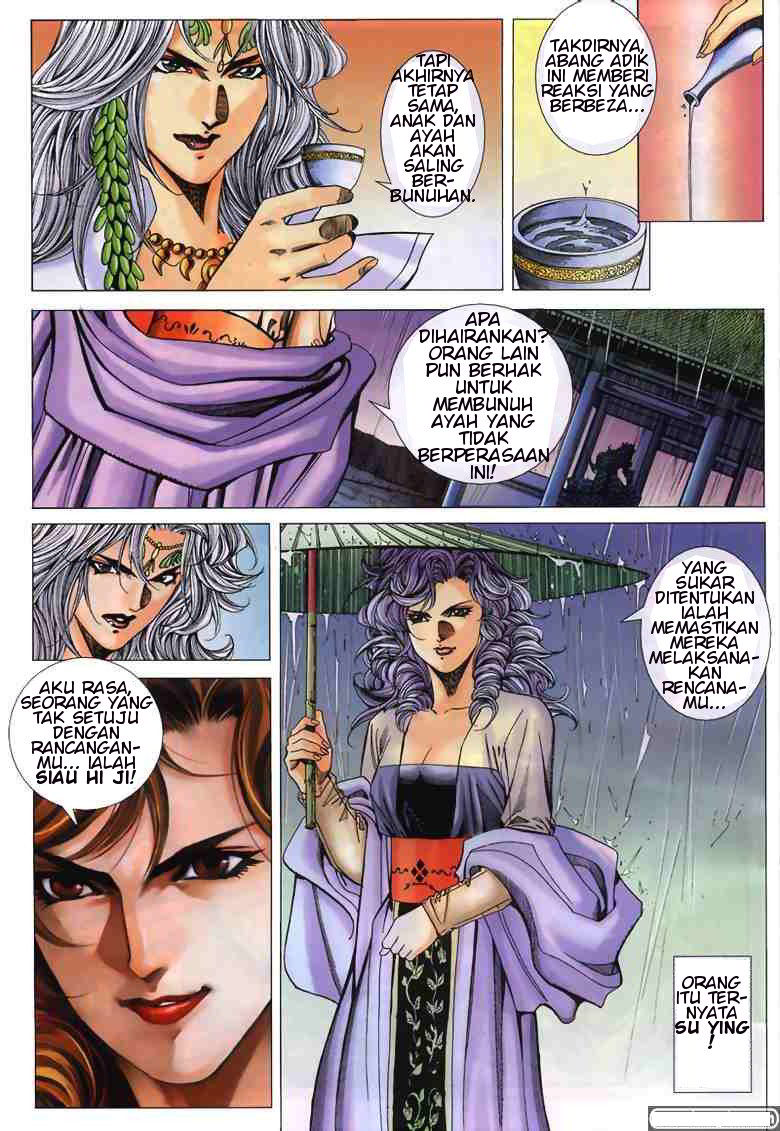 TAKDIRNYA,
ABANG ADIK
INI MEMBERI
REAKSI YANG
BERBEZA...
TAPI
AKHIRNYA
TETAP
SAMA,
ANAK DAN
AYAH
AKAN
SALING
BER-
BUNUHAN.
APA
DIHAIRANKAN?
ORANG LAIN
PUN BERHAK
UNTUK
MEMBUNUH
AYAH YANG
TIDAK
BERPERASAAN
INI!
YANG
SUKAR
DITENTUKAN
IALAH
MEMASTIKAN
MEREKA
MELAKSANA-
KAN
RENCANA-
MU...
AKU RASA,
SEORANG YANG
TAK SETUJU
DENGAN
RANCANGAN-
MU... IALAH
SIAU HI JI!
ORANG
ITU TER-
NYATA
SU YING
!